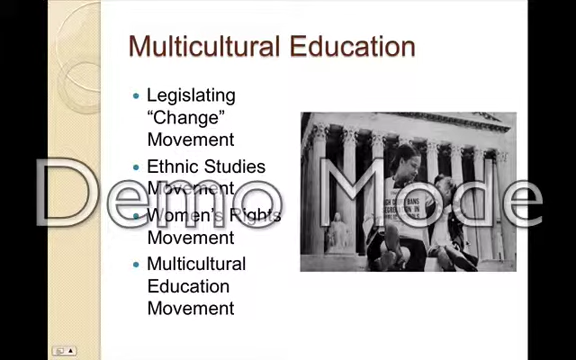 Multicultural Education
Legislating
“Change”
Movement
Ethnic Studies
Movement
Women's Rights
Movement
Multicultural
Education
Movement
Demo Mode